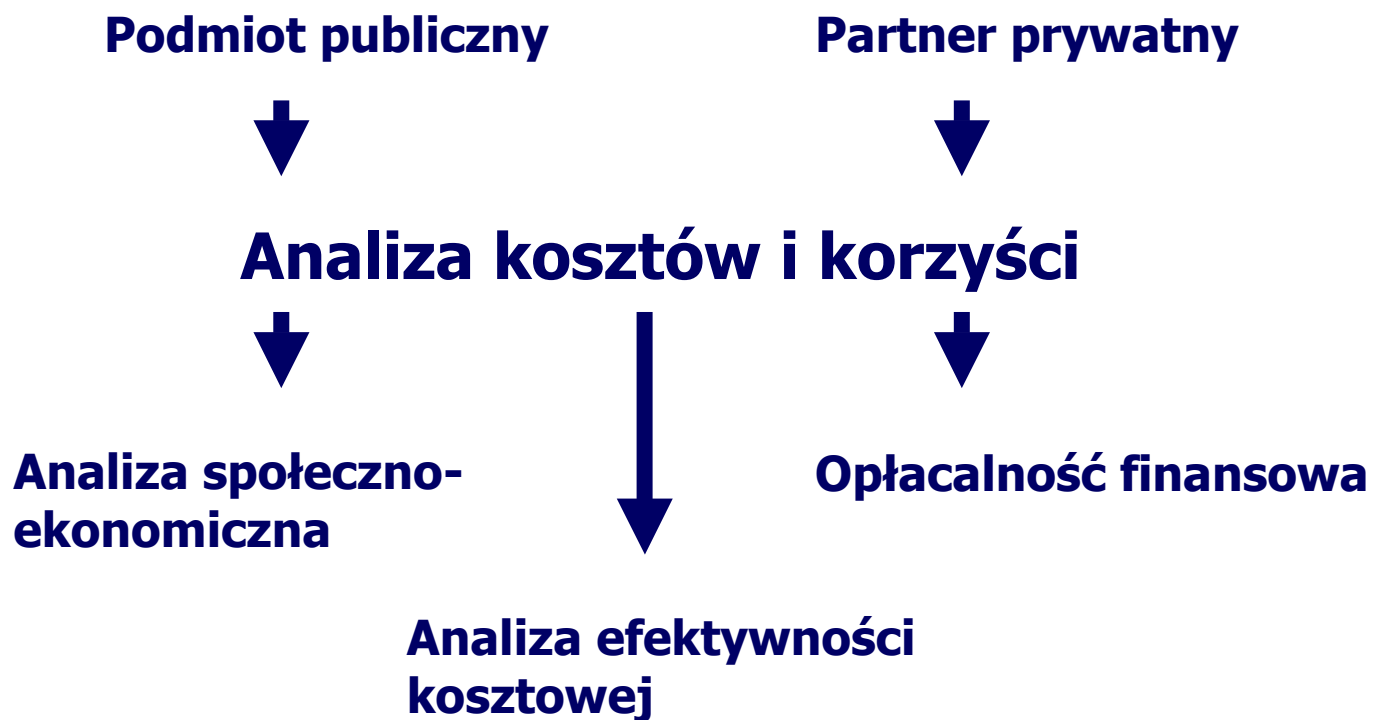 Podmiot publiczny
Partner prywatny
Analiza kosztów i korzyści
Analiza społeczno-
ekonomiczna
Opłacalność finansowa
Analiza efektywności
kosztowej